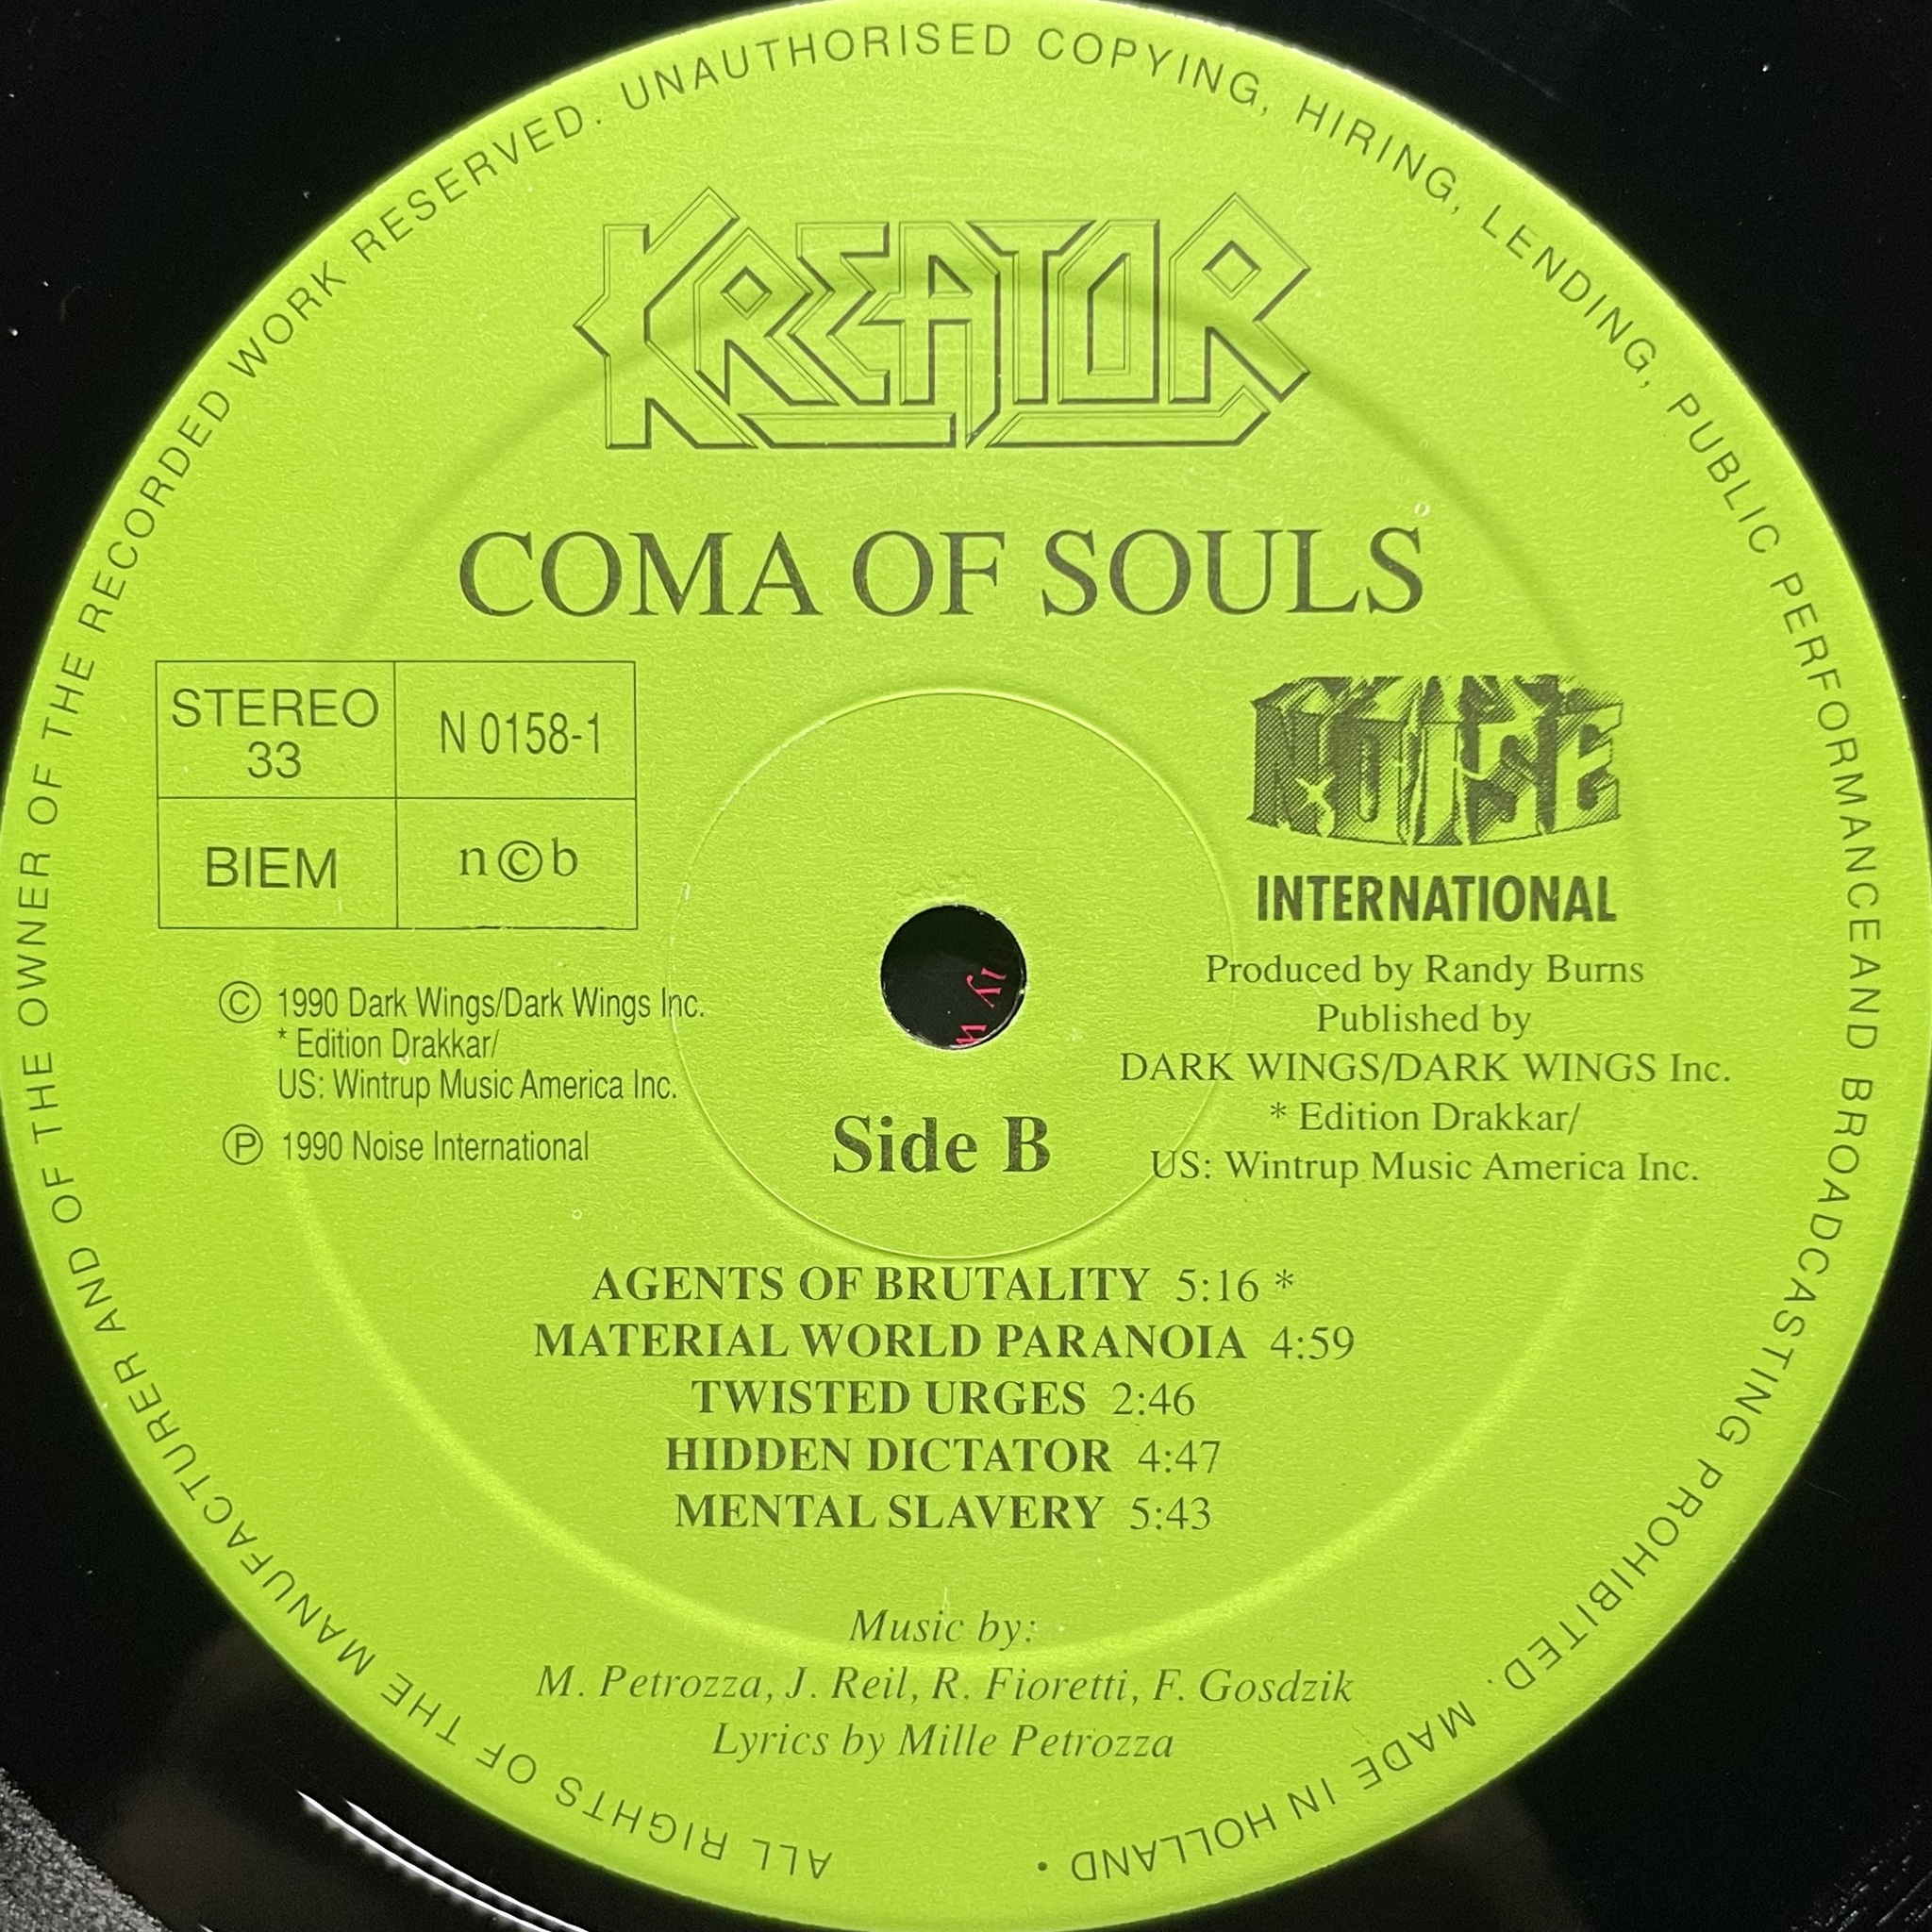 ALL RIGHTS OF THE MANUFACTURER AND OF THE OWNER OF THE RECORDED WORK RESERVED. UNAUTHORISED COPYING, HIRING, LENDING, PUBLIC PERFORMANCE AND BROADCASTING PROHIBITED. MADE IN HOLLAND •
KREATOR
COMA OF SOULS
STEREO
33
N 0158-1
BIEM
n©b
NOISE
INTERNATIONAL
Produced by Randy Burns
Published by
DARK WINGS/DARK WINGS Inc.
* Edition Drakkar/
US: Wintrup Music America Inc.
© 1990 Dark Wings/Dark Wings Inc.
* Edition Drakkar/
US: Wintrup Music America Inc.
℗ 1990 Noise International
Side B
AGENTS OF BRUTALITY 5:16 *
MATERIAL WORLD PARANOIA 4:59
TWISTED URGES 2:46
HIDDEN DICTATOR 4:47
MENTAL SLAVERY 5:43
Music by:
M. Petrozza, J. Reil, R. Fioretti, F. Gosdzik
Lyrics by Mille Petrozza